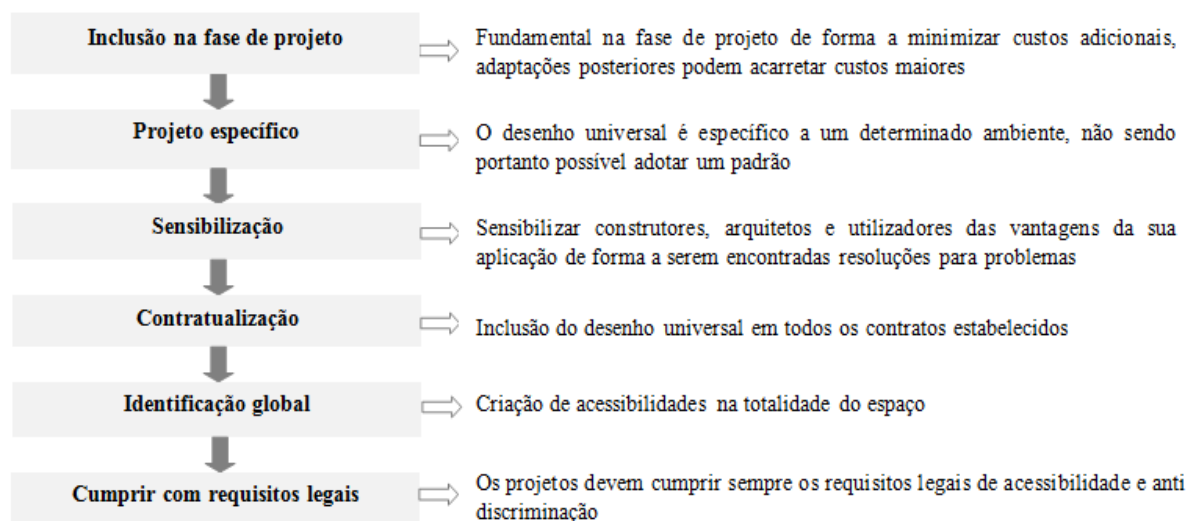 Inclusão na fase de projeto
Fundamental na fase de projeto de forma a minimizar custos adicionais,
adaptações posteriores podem acarretar custos maiores
Projeto específico
O desenho universal é específico a um determinado ambiente, não sendo
portanto possível adotar um padrão
Sensibilização
Sensibilizar construtores, arquitetos e utilizadores das vantagens da sua
aplicação de forma a serem encontradas resoluções para problemas
Contratualização
Inclusão do desenho universal em todos os contratos estabelecidos
Identificação global
Criação de acessibilidades na totalidade do espaço
Cumprir com requisitos legais
Os projetos devem cumprir sempre os requisitos legais de acessibilidade e anti
discriminação